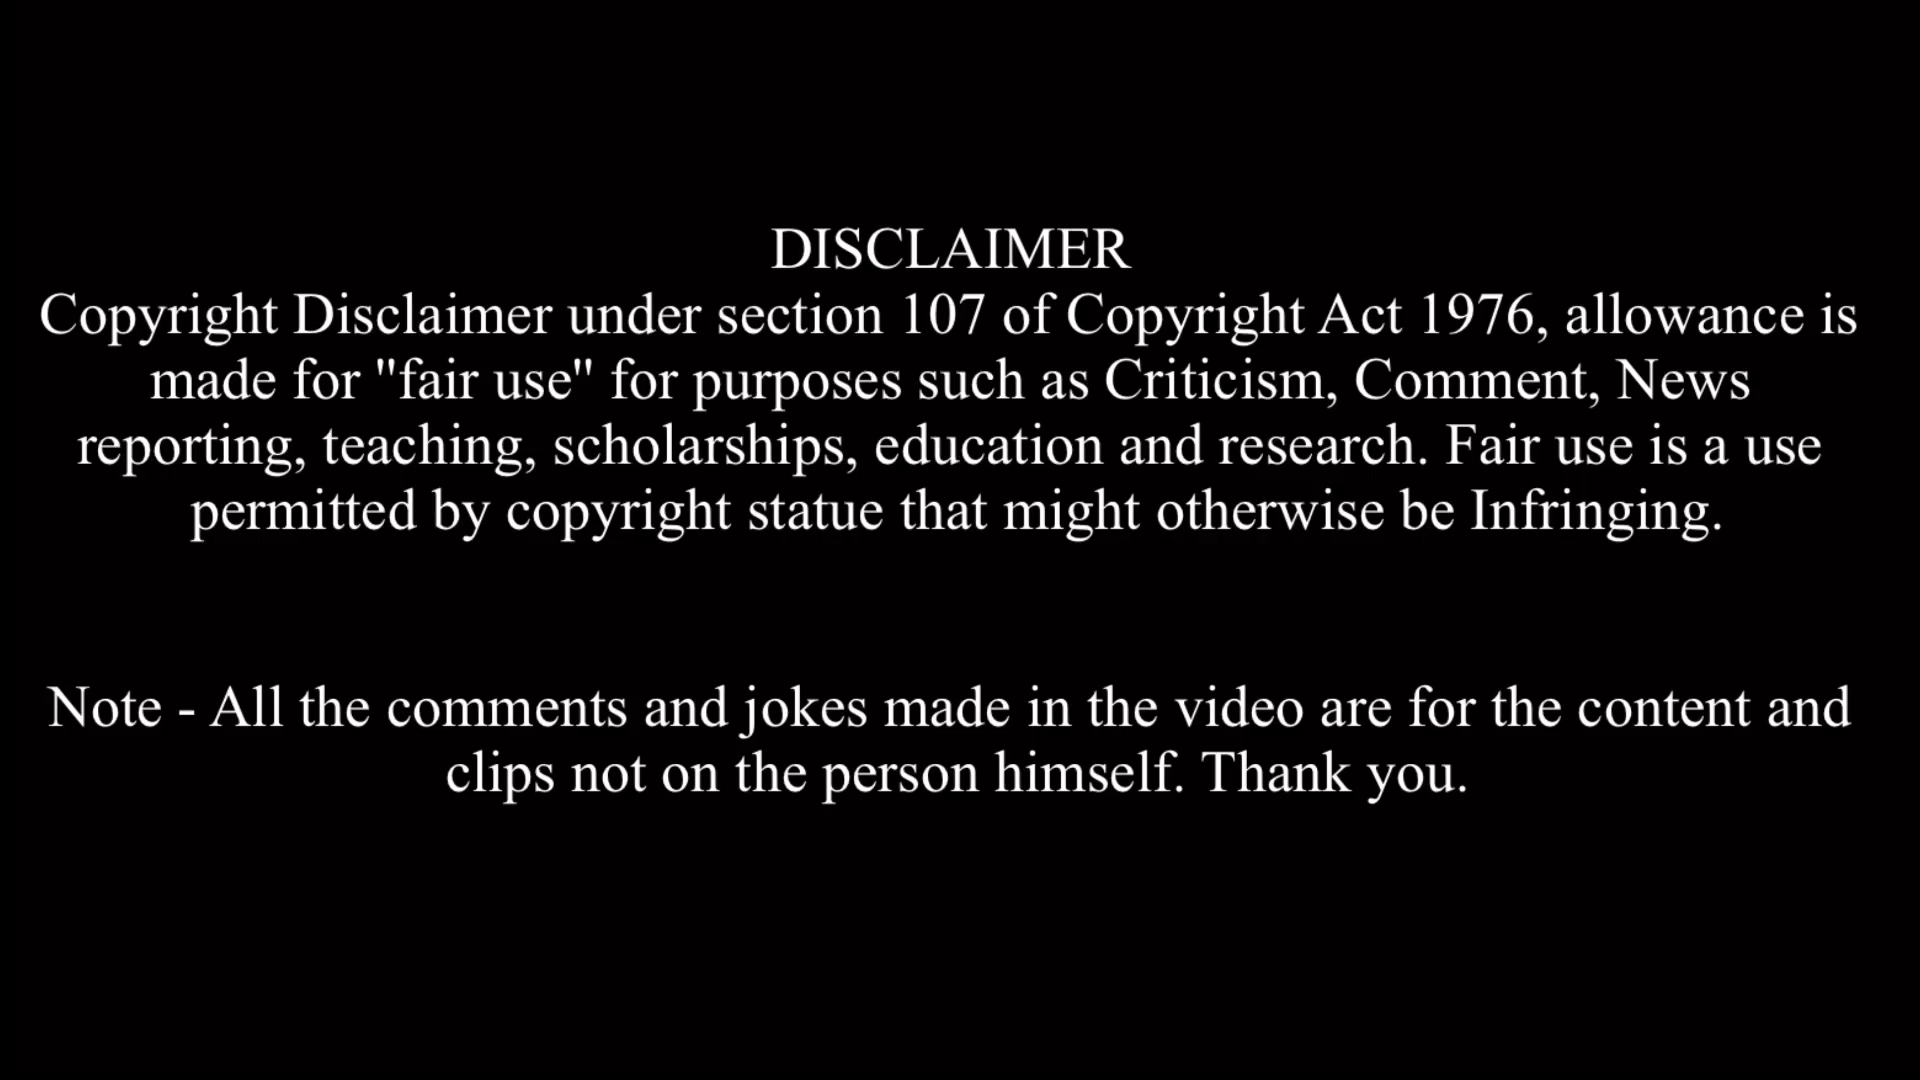 DISCLAIMER
Copyright Disclaimer under section 107 of Copyright Act 1976, allowance is
made for "fair use" for purposes such as Criticism, Comment, News
reporting, teaching, scholarships, education and research. Fair use is a use
permitted by copyright statue that might otherwise be Infringing.
Note - All the comments and jokes made in the video are for the content and
clips not on the person himself. Thank you.